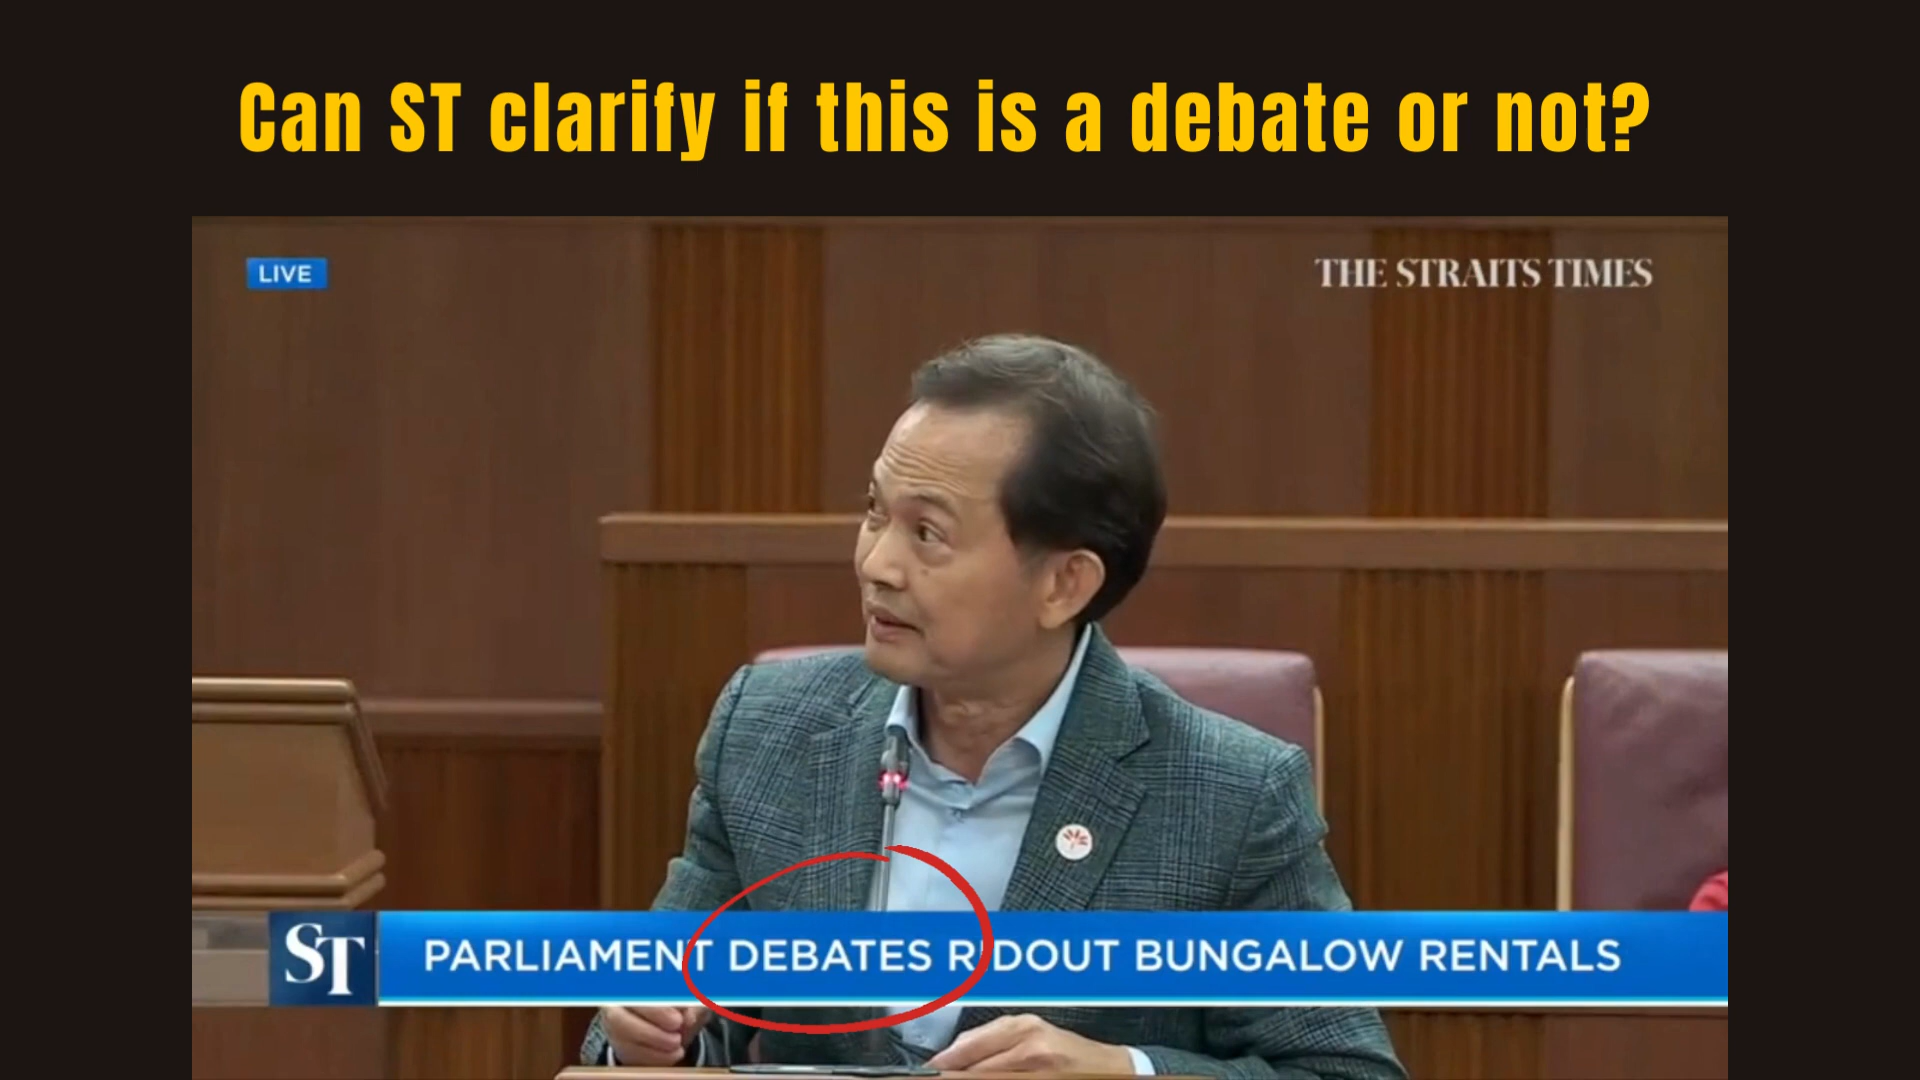 Can ST clarify if this is a debate or not?
LIVE
THE STRAITS TIMES
ST PARLIAMENT DEBATES RIDOUT BUNGALOW RENTALS